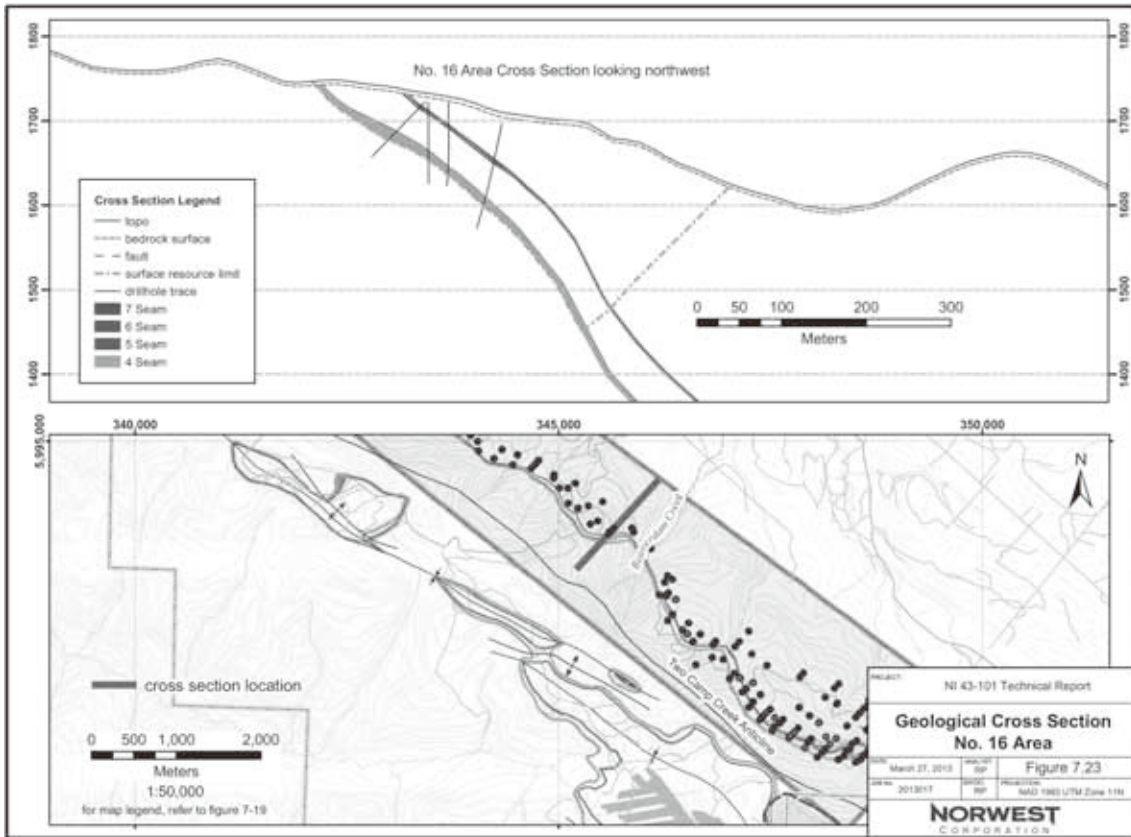 1800
1700
1600
1500
1400
1800
1700
1600
1500
1400
No. 16 Area Cross Section looking northwest
Cross Section Legend
topo
bedrock surface
fault
surface resource limit
drillhole trace
7 Seam
6 Seam
5 Seam
4 Seam
0 50 100 200 300
Meters
340,000 345,000 350,000
5,995,000
N
Creek
Two Camp Creek Anticline
cross section location
0 500 1,000 2,000
Meters
1:50,000
for map legend, refer to figure 7-19
PROJECT:
NI 43-101 Technical Report
Geological Cross Section
No. 16 Area
DATE
March 27, 2013
Figure 7.23
PROJECTION:
NAD 1983 UTM Zone 11N
NORWEST
CORPORATION